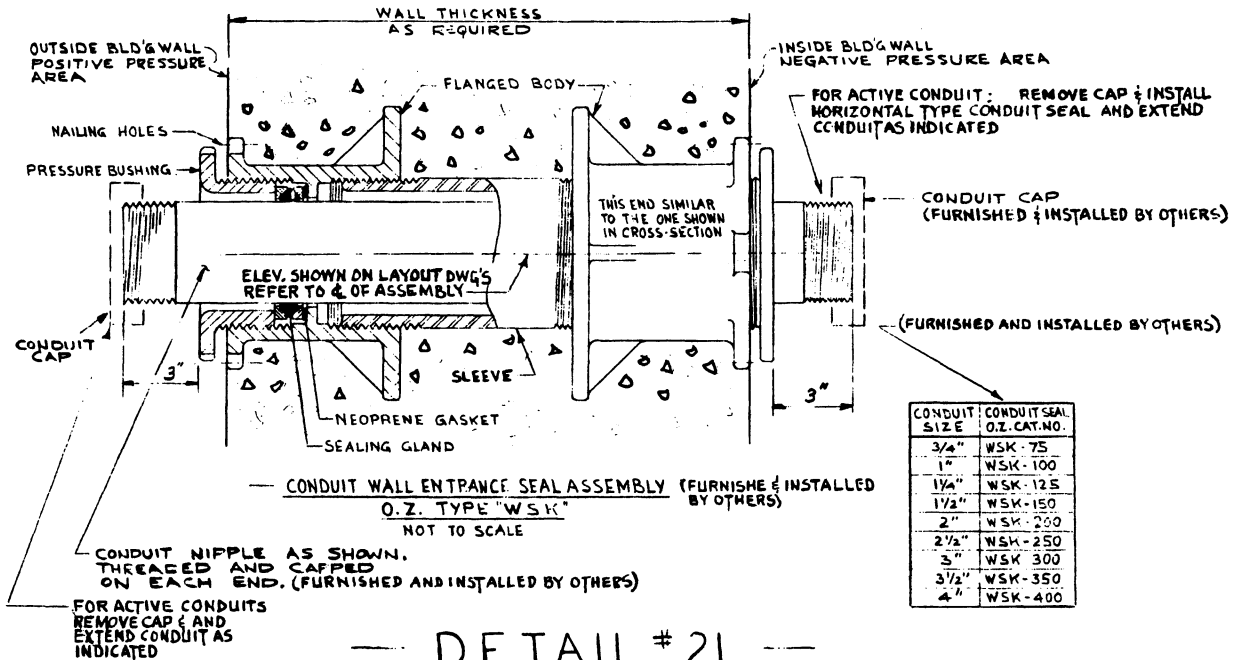 WALL THICKNESS
AS REQUIRED
OUTSIDE BLD'G WALL
POSITIVE PRESSURE
AREA
INSIDE BLD'G WALL
NEGATIVE PRESSURE AREA
FLANGED BODY
FOR ACTIVE CONDUIT: REMOVE CAP & INSTALL
HORIZONTAL TYPE CONDUIT SEAL AND EXTEND
CONDUIT AS INDICATED
NAILING HOLES
PRESSURE BUSHING
THIS END SIMILAR
TO THE ONE SHOWN
IN CROSS-SECTION
CONDUIT CAP
(FURNISHED & INSTALLED BY OTHERS)
ELEV. SHOWN ON LAYOUT DWG'S
REFER TO ℄ OF ASSEMBLY
(FURNISHED AND INSTALLED BY OTHERS)
CONDUIT
CAP
3"
SLEEVE
3"
NEOPRENE GASKET
SEALING GLAND
CONDUIT SIZE CONDUIT SEAL O.Z. CAT. NO.
3/4" WSK-75
1" WSK-100
1 1/4" WSK-125
1 1/2" WSK-150
2" WSK-200
2 1/2" WSK-250
3" WSK 300
3 1/2" WSK-350
4" WSK-400
CONDUIT WALL ENTRANCE SEAL ASSEMBLY (FURNISHE & INSTALLED
BY OTHERS)
O.Z. TYPE "WSK"
NOT TO SCALE
CONDUIT NIPPLE AS SHOWN.
THREADED AND CAPPED
ON EACH END. (FURNISHED AND INSTALLED BY OTHERS)
FOR ACTIVE CONDUITS
REMOVE CAP & AND
EXTEND CONDUIT AS
INDICATED
— DETAIL #21 —